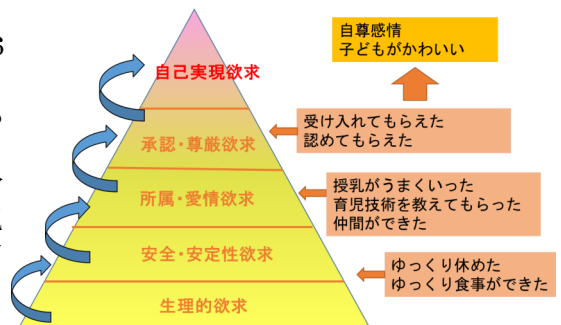 自尊感情
子どもがかわいい
自己実現欲求
受け入れてもらえた
認めてもらえた
承認・尊厳欲求
授乳がうまくいった
育児技術を教えてもらった
仲間ができた
所属・愛情欲求
安全・安定性欲求
ゆっくり休めた
ゆっくり食事ができた
生理的欲求